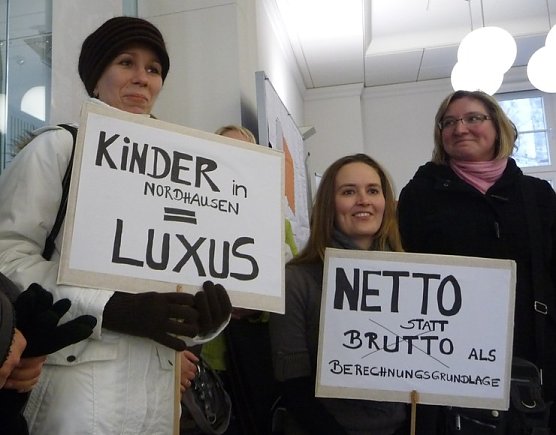 KiNDER in
NORDHAUSEN
=
LUXUS
NETTO
STATT
BRUTTO ALS
BERECHNUNGSGRUNDLAGE